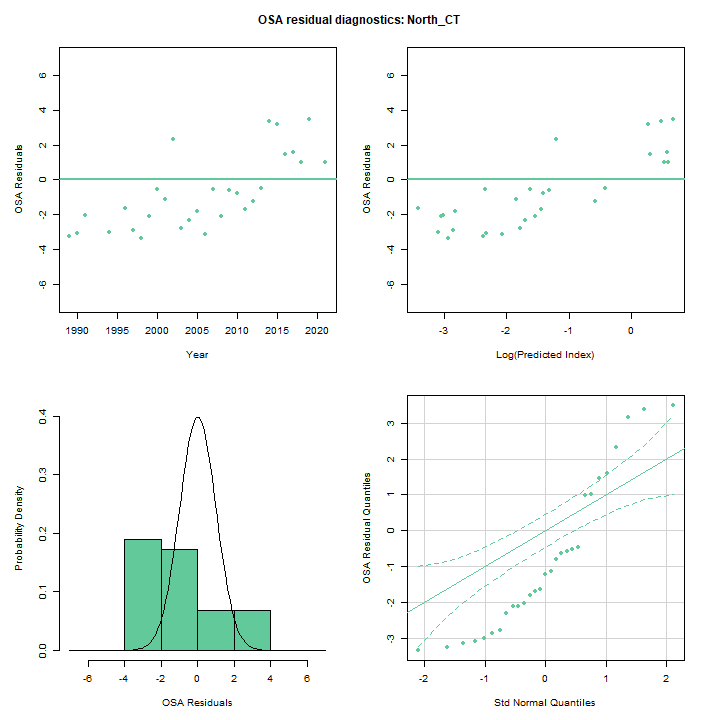 OSA residual diagnostics: North_CT
OSA Residuals
6
4
2
0
-2
-4
-6
1990 1995 2000 2005 2010 2015 2020
Year
OSA Residuals
6
4
2
0
-2
-4
-6
-3 -2 -1 0
Log(Predicted Index)
Probability Density
0.4
0.3
0.2
0.1
0.0
-6 -4 -2 0 2 4 6
OSA Residuals
OSA Residual Quantiles
3
2
1
0
-1
-2
-3
-2 -1 0 1 2
Std Normal Quantiles